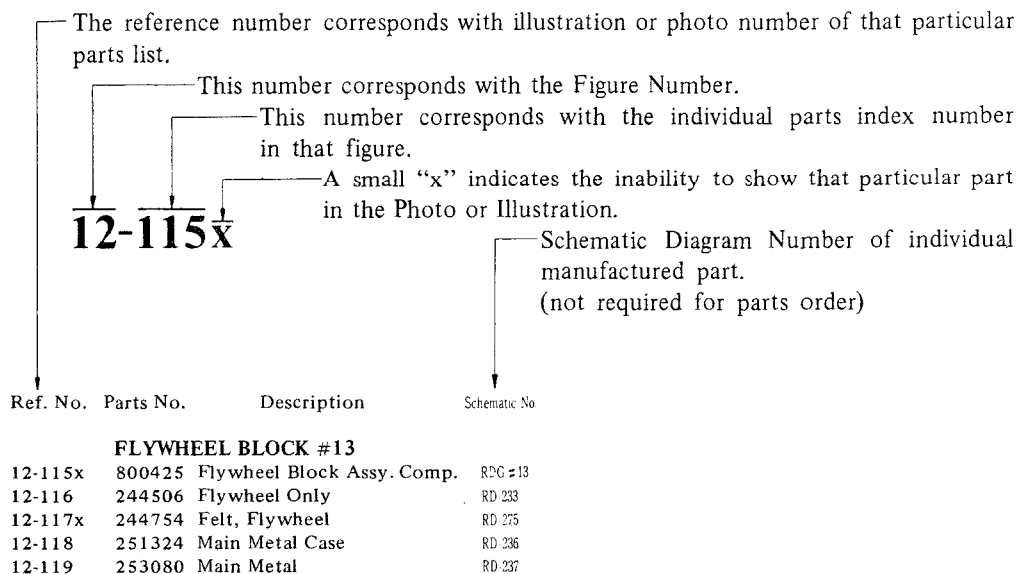 The reference number corresponds with illustration or photo number of that particular
parts list.
This number corresponds with the Figure Number.
This number corresponds with the individual parts index number
in that figure.
A small “x” indicates the inability to show that particular part
in the Photo or Illustration.
12-115x
Schematic Diagram Number of individual
manufactured part.
(not required for parts order)
Ref. No. Parts No. Description Schematic No.
FLYWHEEL BLOCK #13
12-115x 800425 Flywheel Block Assy. Comp. RDG #13
12-116 244506 Flywheel Only RD-233
12-117x 244754 Felt, Flywheel RD-275
12-118 251324 Main Metal Case RD-236
12-119 253080 Main Metal RD-237